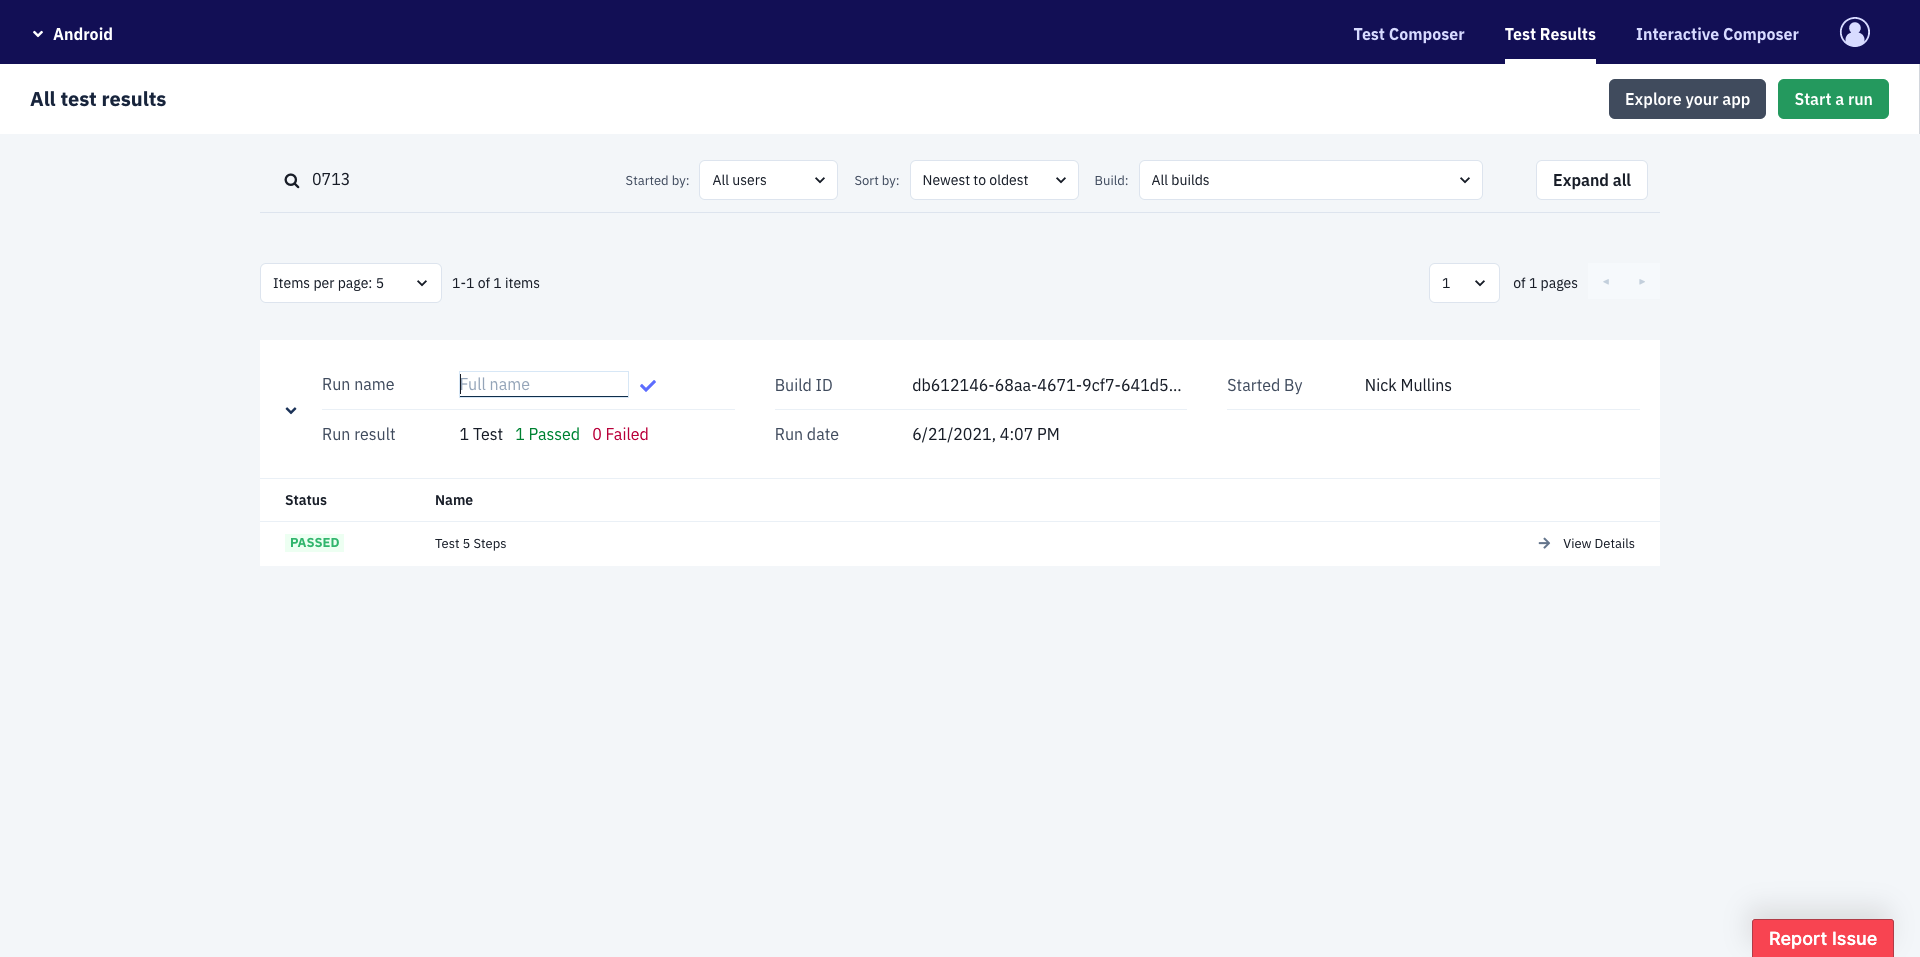 Android
Test Composer Test Results Interactive Composer
All test results
Explore your app Start a run
0713 Started by: All users Sort by: Newest to oldest Build: All builds Expand all
Items per page: 5 1-1 of 1 items 1 of 1 pages
Run name Full name Build ID db612146-68aa-4671-9cf7-641d5... Started By Nick Mullins
Run result 1 Test 1 Passed 0 Failed Run date 6/21/2021, 4:07 PM
Status Name
PASSED Test 5 Steps View Details
Report Issue